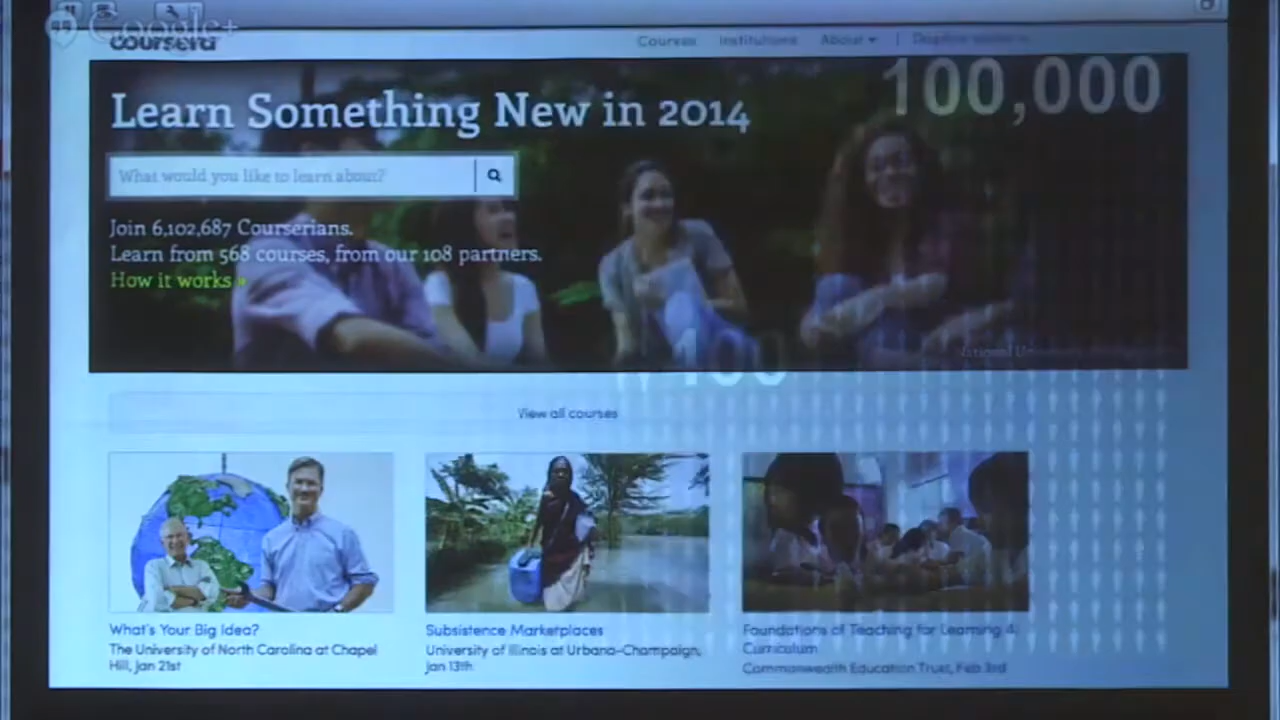 Google+
coursera
Courses Institutions About
100,000
Learn Something New in 2014
What would you like to learn about?
Join 6,102,687 Courserians.
Learn from 568 courses, from our 108 partners.
How it works »
400
View all courses
What's Your Big Idea?
The University of North Carolina at Chapel
Hill, Jan 21st
Subsistence Marketplaces
University of Illinois at Urbana-Champaign,
Jan 13th
Foundations of Teaching for Learning 4:
Curriculum
Commonwealth Education Trust, Feb 3rd